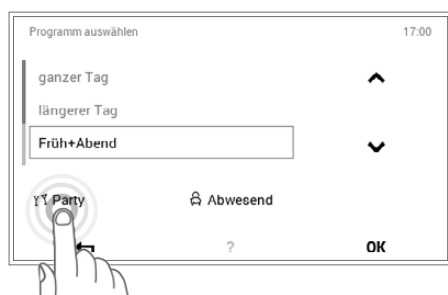 Programm auswählen 17:00
ganzer Tag
längerer Tag
Früh+Abend
Party Abwesend
? OK